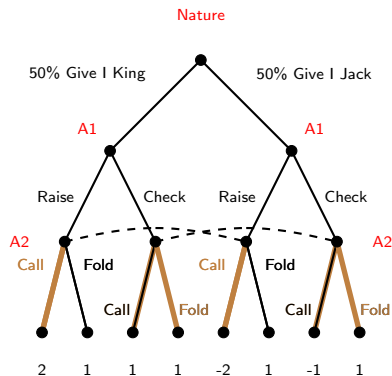 Nature
50% Give I King
50% Give I Jack
A1
A1
Raise
Check
Raise
Check
A2
A2
Call
Fold
Call
Fold
Call
Fold
Call
Fold
2
1
1
1
-2
1
-1
1